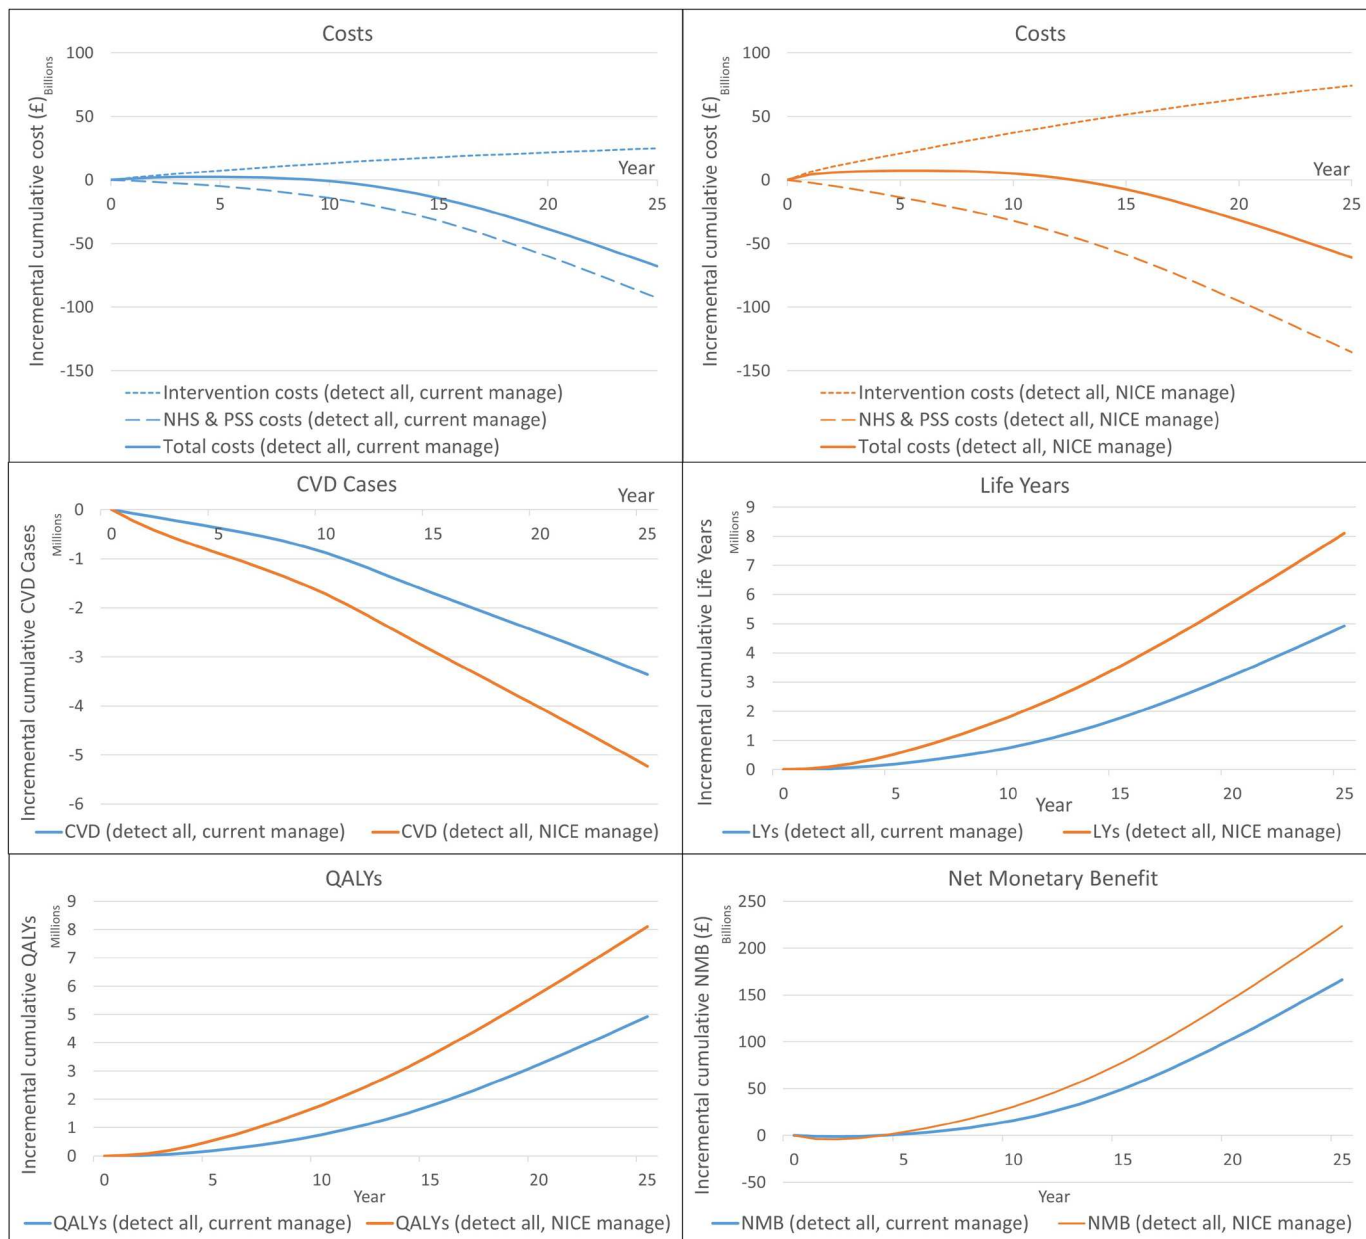 Costs
Incremental cumulative cost (£)
Billions
100
50
0
-50
-100
-150
Year
0
5
10
15
20
25
Intervention costs (detect all, current manage)
NHS & PSS costs (detect all, current manage)
Total costs (detect all, current manage)
Costs
Incremental cumulative cost (£)
Billions
100
50
0
-50
-100
-150
Year
0
5
10
15
20
25
Intervention costs (detect all, NICE manage)
NHS & PSS costs (detect all, NICE manage)
Total costs (detect all, NICE manage)
CVD Cases
Incremental cumulative CVD Cases
Millions
Year
0
-1
-2
-3
-4
-5
-6
0
5
10
15
20
25
CVD (detect all, current manage)
CVD (detect all, NICE manage)
Life Years
Incremental cumulative Life Years
Millions
9
8
7
6
5
4
3
2
1
0
0
5
10
15
20
25
Year
LYs (detect all, current manage)
LYs (detect all, NICE manage)
QALYs
Incremental cumulative QALYs
Millions
9
8
7
6
5
4
3
2
1
0
0
5
10
15
20
25
Year
QALYs (detect all, current manage)
QALYs (detect all, NICE manage)
Net Monetary Benefit
Incremental cumulative NMB (£)
Billions
250
200
150
100
50
0
-50
0
5
10
15
20
25
Year
NMB (detect all, current manage)
NMB (detect all, NICE manage)